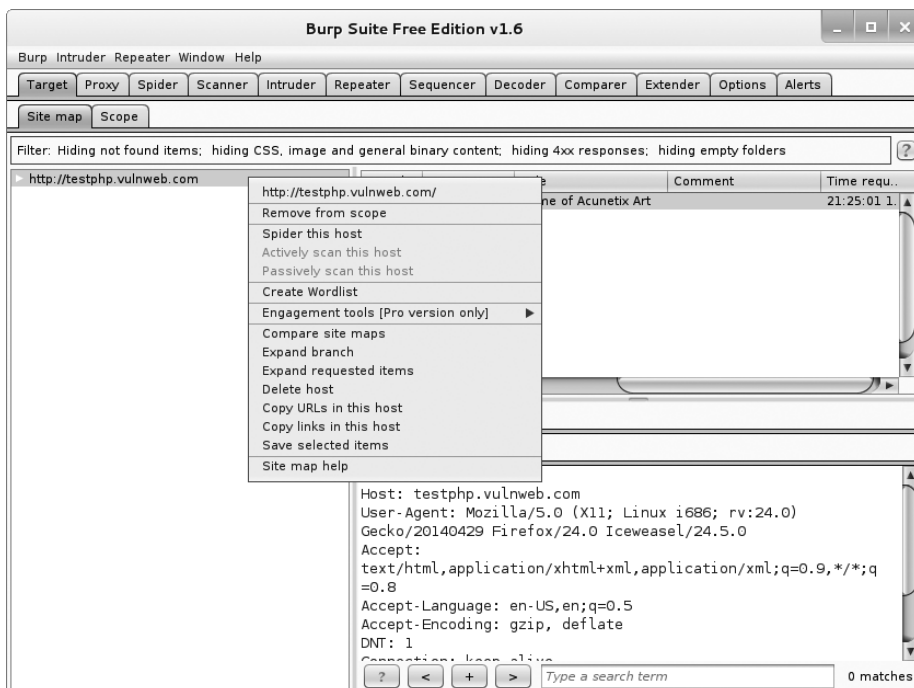 Burp Suite Free Edition v1.6
Burp Intruder Repeater Window Help
Target Proxy Spider Scanner Intruder Repeater Sequencer Decoder Comparer Extender Options Alerts
Site map Scope
Filter: Hiding not found items; hiding CSS, image and general binary content; hiding 4xx responses; hiding empty folders ?
http://testphp.vulnweb.com
Comment Time requ..
of Acunetix Art 21:25:01 1.
http://testphp.vulnweb.com/
Remove from scope
Spider this host
Actively scan this host
Passively scan this host
Create Wordlist
Engagement tools [Pro version only]
Compare site maps
Expand branch
Expand requested items
Delete host
Copy URLs in this host
Copy links in this host
Save selected items
Site map help
Host: testphp.vulnweb.com
User-Agent: Mozilla/5.0 (X11; Linux i686; rv:24.0)
Gecko/20140429 Firefox/24.0 Iceweasel/24.5.0
Accept:
text/html,application/xhtml+xml,application/xml;q=0.9,*/*;q
=0.8
Accept-Language: en-US,en;q=0.5
Accept-Encoding: gzip, deflate
DNT: 1
Connection: keep-alive
? < + > Type a search term 0 matches